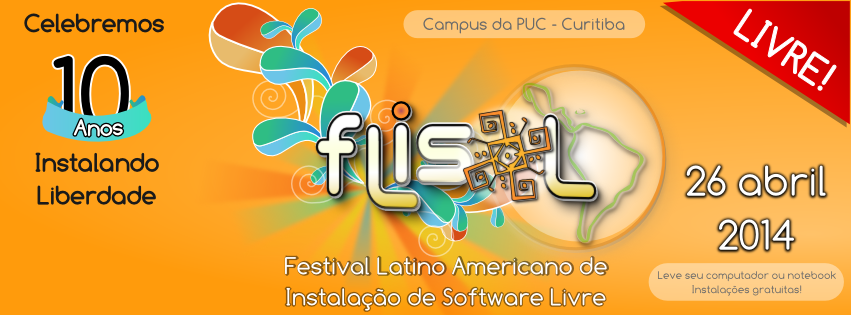 Celebremos
10
Anos
Instalando
Liberdade
Campus da PUC - Curitiba
LIVRE!
flisol
Festival Latino Americano de
Instalação de Software Livre
26 abril
2014
Leve seu computador ou notebook
Instalações gratuitas!